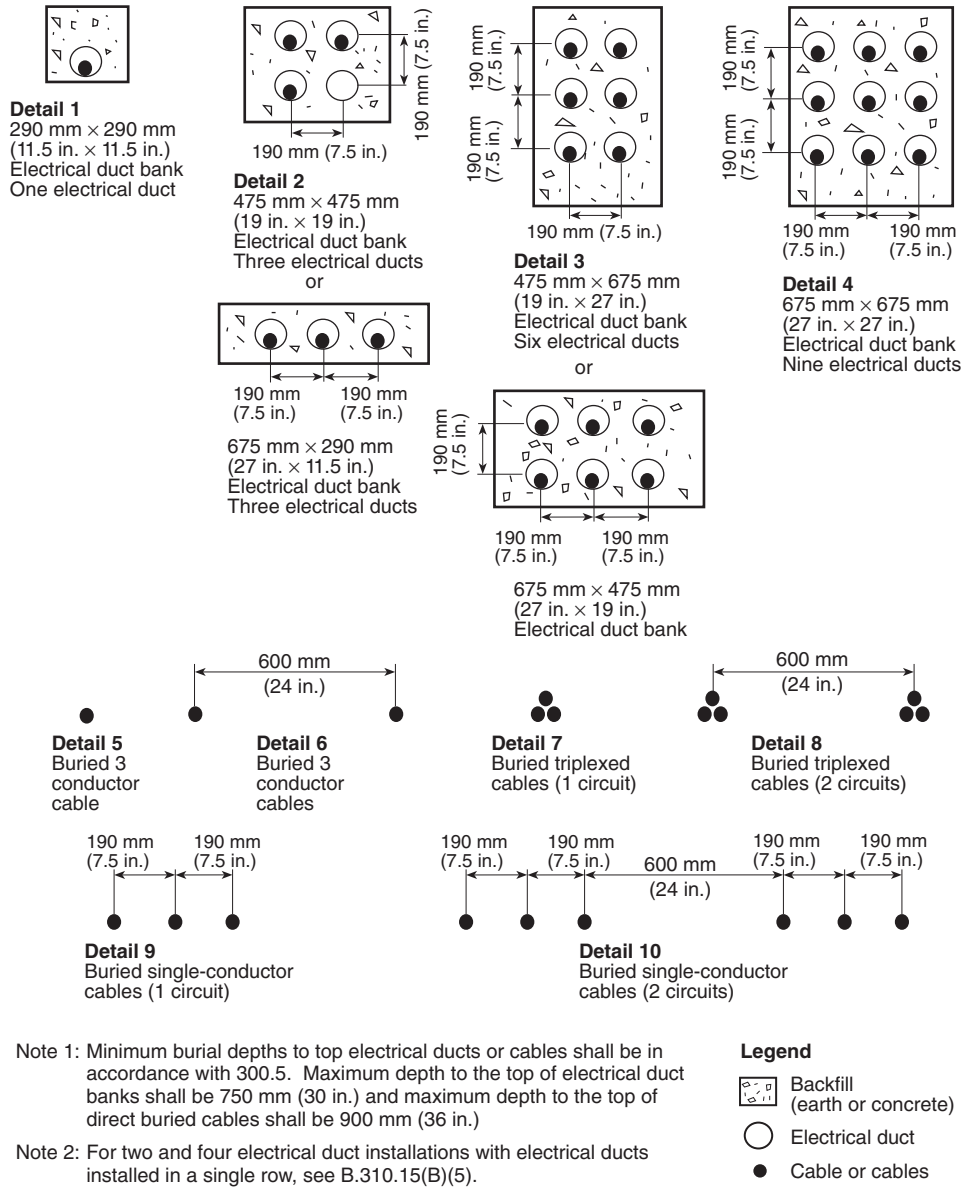 Detail 1
290 mm × 290 mm
(11.5 in. × 11.5 in.)
Electrical duct bank
One electrical duct
190 mm (7.5 in.)
190 mm (7.5 in.)
Detail 2
475 mm × 475 mm
(19 in. × 19 in.)
Electrical duct bank
Three electrical ducts
or
190 mm
(7.5 in.)
190 mm
(7.5 in.)
675 mm × 290 mm
(27 in. × 11.5 in.)
Electrical duct bank
Three electrical ducts
190 mm
(7.5 in.)
190 mm
(7.5 in.)
190 mm (7.5 in.)
Detail 3
475 mm × 675 mm
(19 in. × 27 in.)
Electrical duct bank
Six electrical ducts
or
190 mm
(7.5 in.)
190 mm
(7.5 in.)
190 mm
(7.5 in.)
675 mm × 475 mm
(27 in. × 19 in.)
Electrical duct bank
190 mm
(7.5 in.)
190 mm
(7.5 in.)
190 mm
(7.5 in.)
190 mm
(7.5 in.)
Detail 4
675 mm × 675 mm
(27 in. × 27 in.)
Electrical duct bank
Nine electrical ducts
Detail 5
Buried 3
conductor
cable
600 mm
(24 in.)
Detail 6
Buried 3
conductor
cables
Detail 7
Buried triplexed
cables (1 circuit)
600 mm
(24 in.)
Detail 8
Buried triplexed
cables (2 circuits)
190 mm
(7.5 in.)
190 mm
(7.5 in.)
Detail 9
Buried single-conductor
cables (1 circuit)
190 mm
(7.5 in.)
190 mm
(7.5 in.)
600 mm
(24 in.)
190 mm
(7.5 in.)
190 mm
(7.5 in.)
Detail 10
Buried single-conductor
cables (2 circuits)
Note 1: Minimum burial depths to top electrical ducts or cables shall be in
accordance with 300.5. Maximum depth to the top of electrical duct
banks shall be 750 mm (30 in.) and maximum depth to the top of
direct buried cables shall be 900 mm (36 in.)
Note 2: For two and four electrical duct installations with electrical ducts
installed in a single row, see B.310.15(B)(5).
Legend
Backfill
(earth or concrete)
Electrical duct
Cable or cables